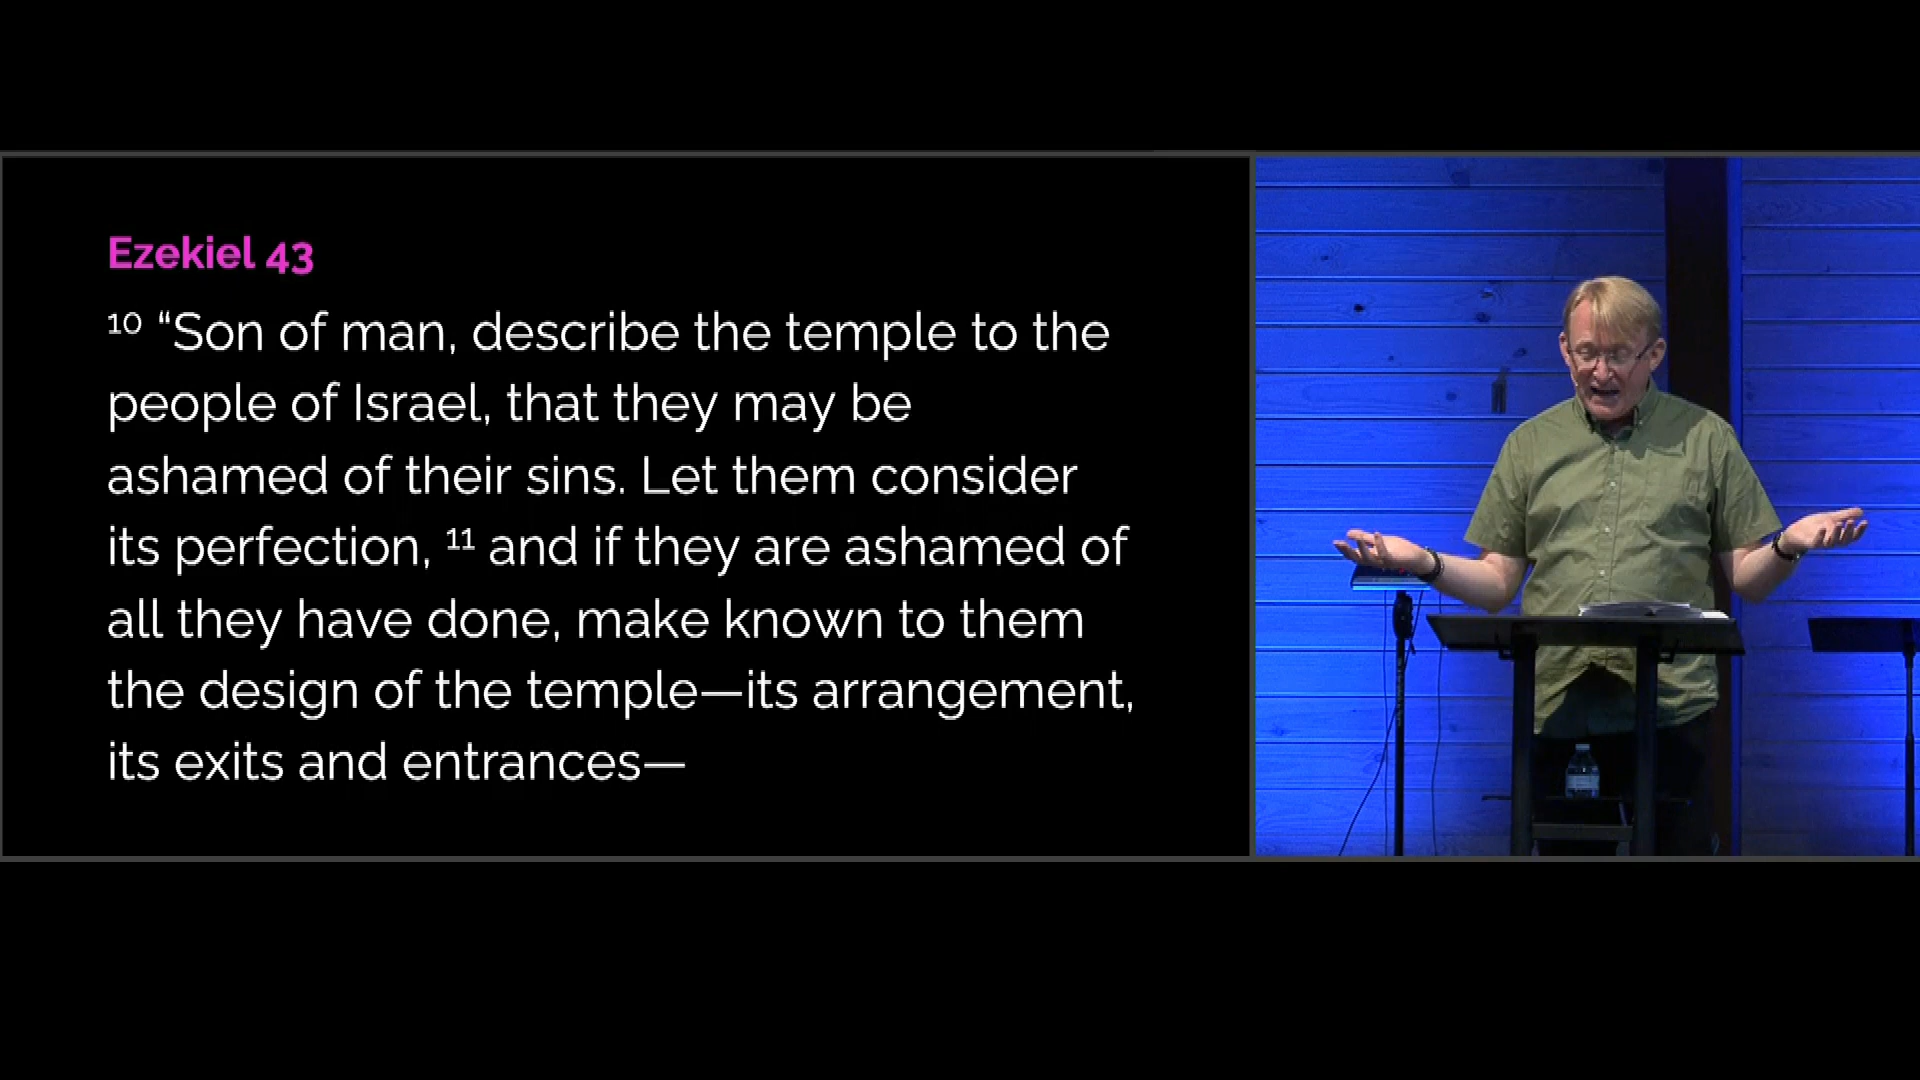 Ezekiel 43
¹⁰ “Son of man, describe the temple to the
people of Israel, that they may be
ashamed of their sins. Let them consider
its perfection, ¹¹ and if they are ashamed of
all they have done, make known to them
the design of the temple—its arrangement,
its exits and entrances—